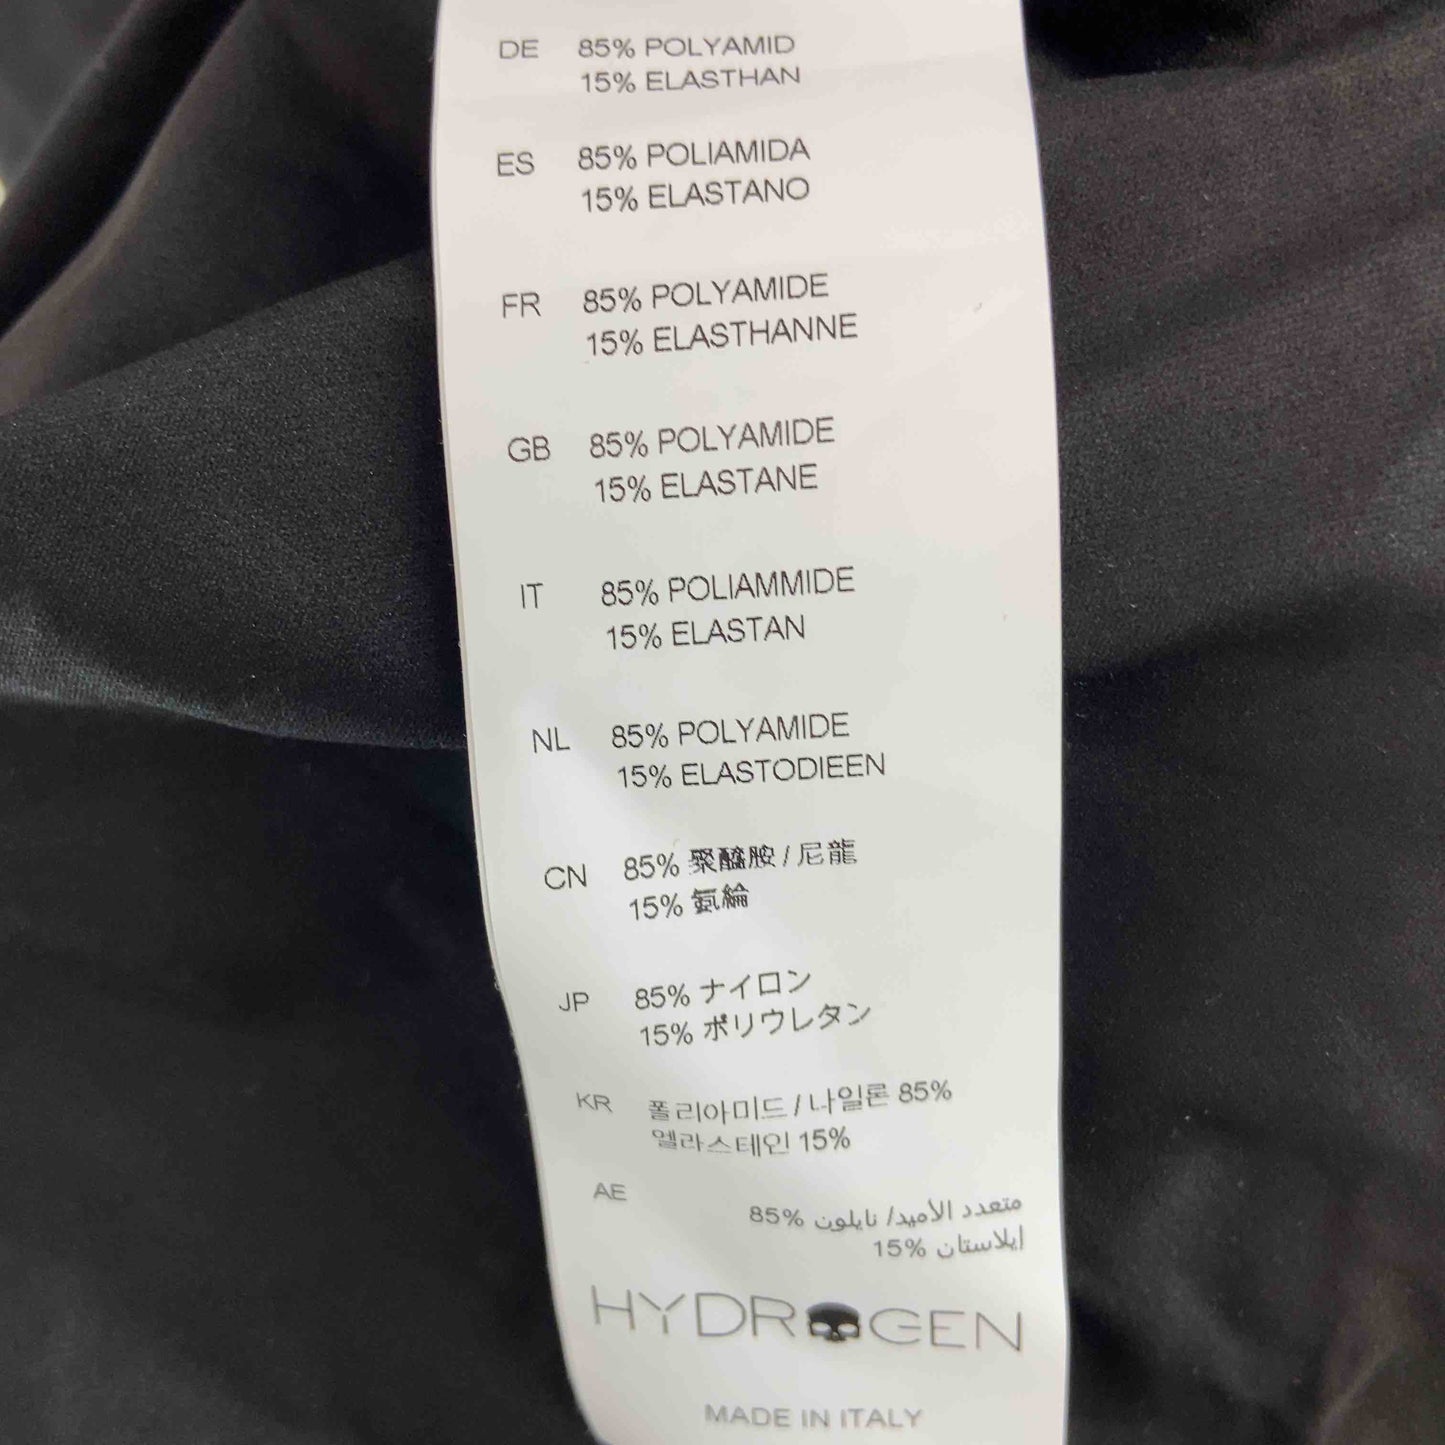 DE 85% POLYAMID
15% ELASTHAN
ES 85% POLIAMIDA
15% ELASTANO
FR 85% POLYAMIDE
15% ELASTHANNE
GB 85% POLYAMIDE
15% ELASTANE
IT 85% POLIAMMIDE
15% ELASTAN
NL 85% POLYAMIDE
15% ELASTODIEEN
CN 85% 聚醯胺 / 尼龍
15% 氨綸
JP 85% ナイロン
15% ポリウレタン
KR 폴리아미드 / 나일론 85%
엘라스테인 15%
AE متعدد الأميد/ نايلون 85%
إيلاستان 15%
HYDROGEN
MADE IN ITALY